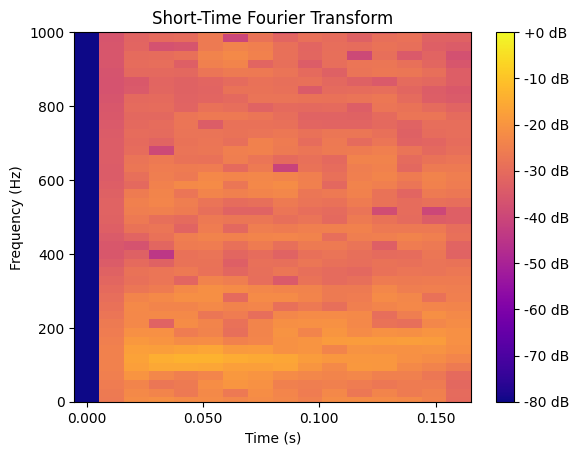 Short-Time Fourier Transform
Frequency (Hz)
1000
800
600
400
200
0
0.000
0.050
0.100
0.150
Time (s)
+0 dB
-10 dB
-20 dB
-30 dB
-40 dB
-50 dB
-60 dB
-70 dB
-80 dB